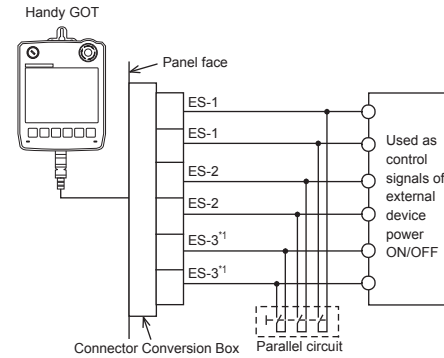 Handy GOT
Panel face
ES-1
ES-1
ES-2
ES-2
ES-3*1
ES-3*1
Used as
control
signals of
external
device
power
ON/OFF
Connector Conversion Box
Parallel circuit